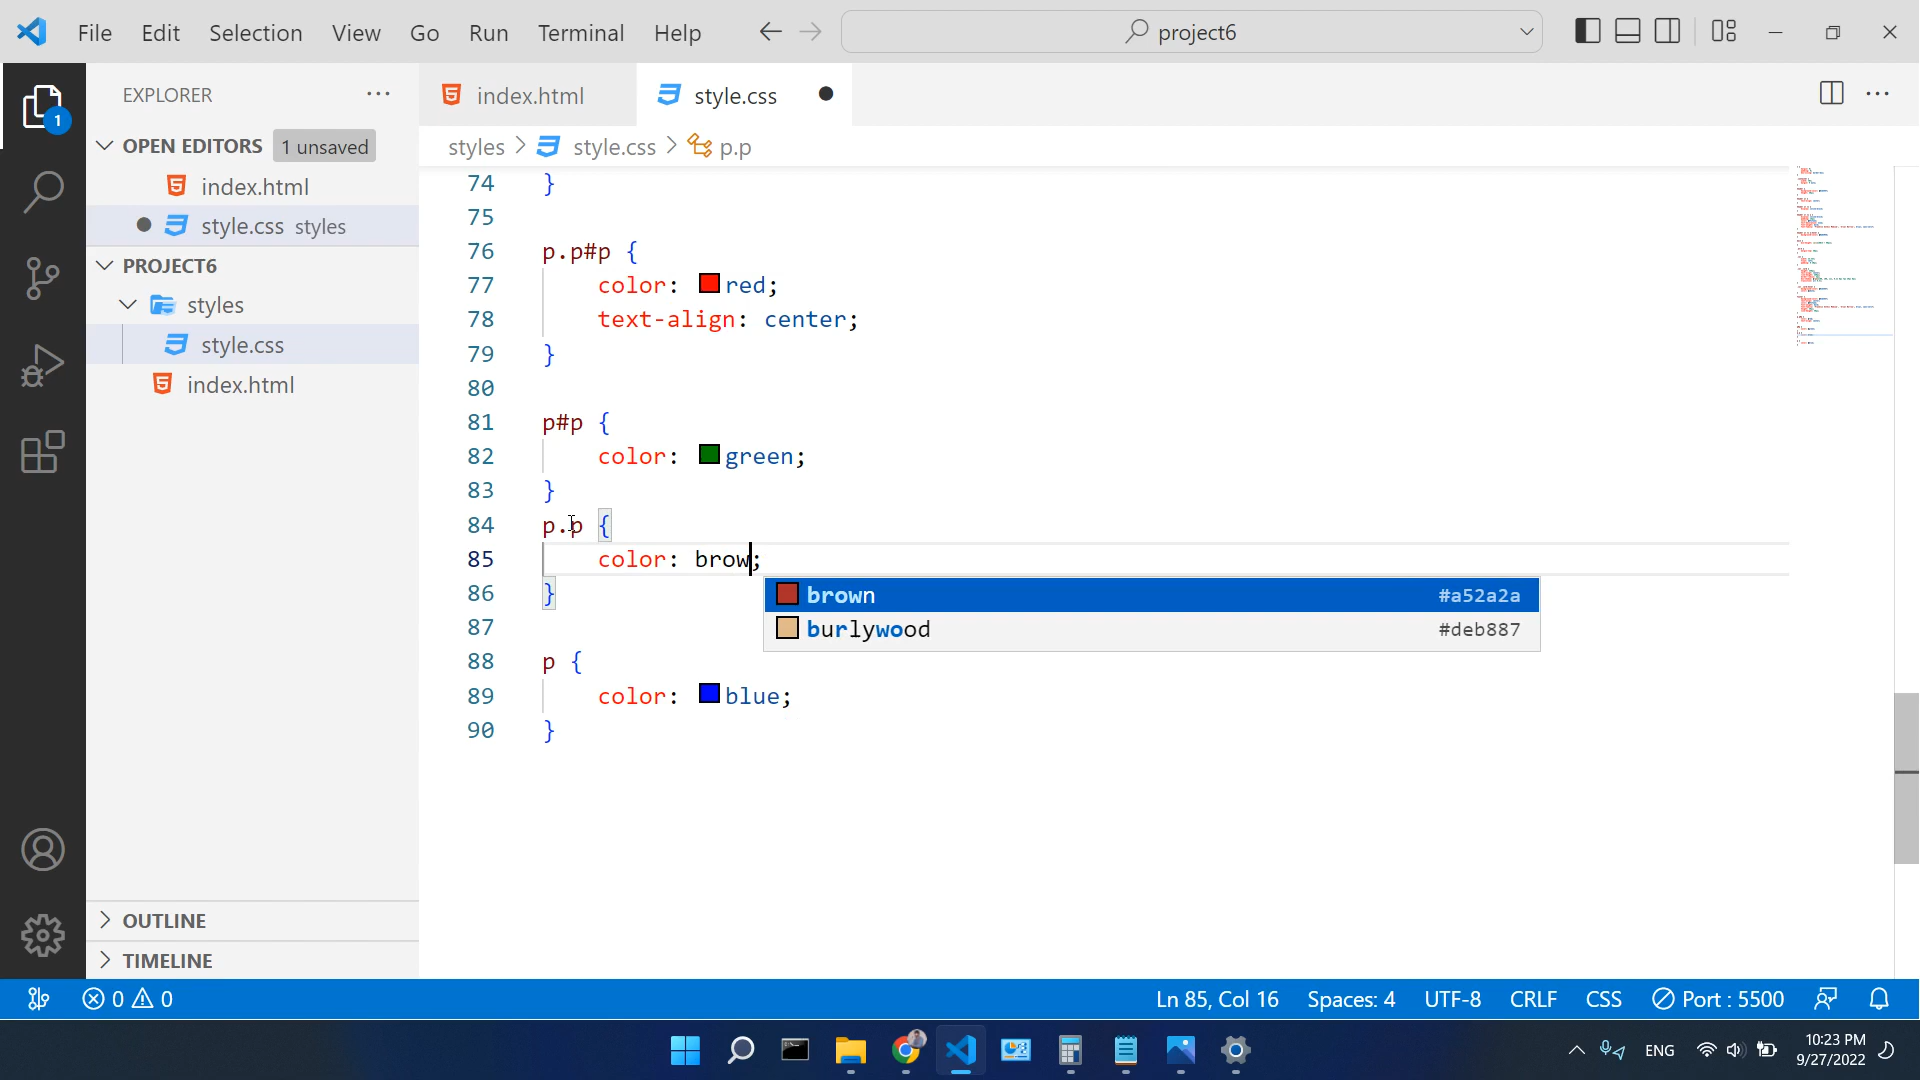 File Edit Selection View Go Run Terminal Help project6
EXPLORER
OPEN EDITORS 1 unsaved
index.html
style.css styles
PROJECT6
styles
style.css
index.html
OUTLINE
TIMELINE
index.html style.css
styles > style.css > p.p
74 }
75
76 p.p#p {
77 color: red;
78 text-align: center;
79 }
80
81 p#p {
82 color: green;
83 }
84 p.p {
85 color: brow;
86 }
87
88 p {
89 color: blue;
90 }
brown #a52a2a
burlywood #deb887
1
0 0 Ln 85, Col 16 Spaces: 4 UTF-8 CRLF CSS Port : 5500
ENG 10:23 PM
9/27/2022